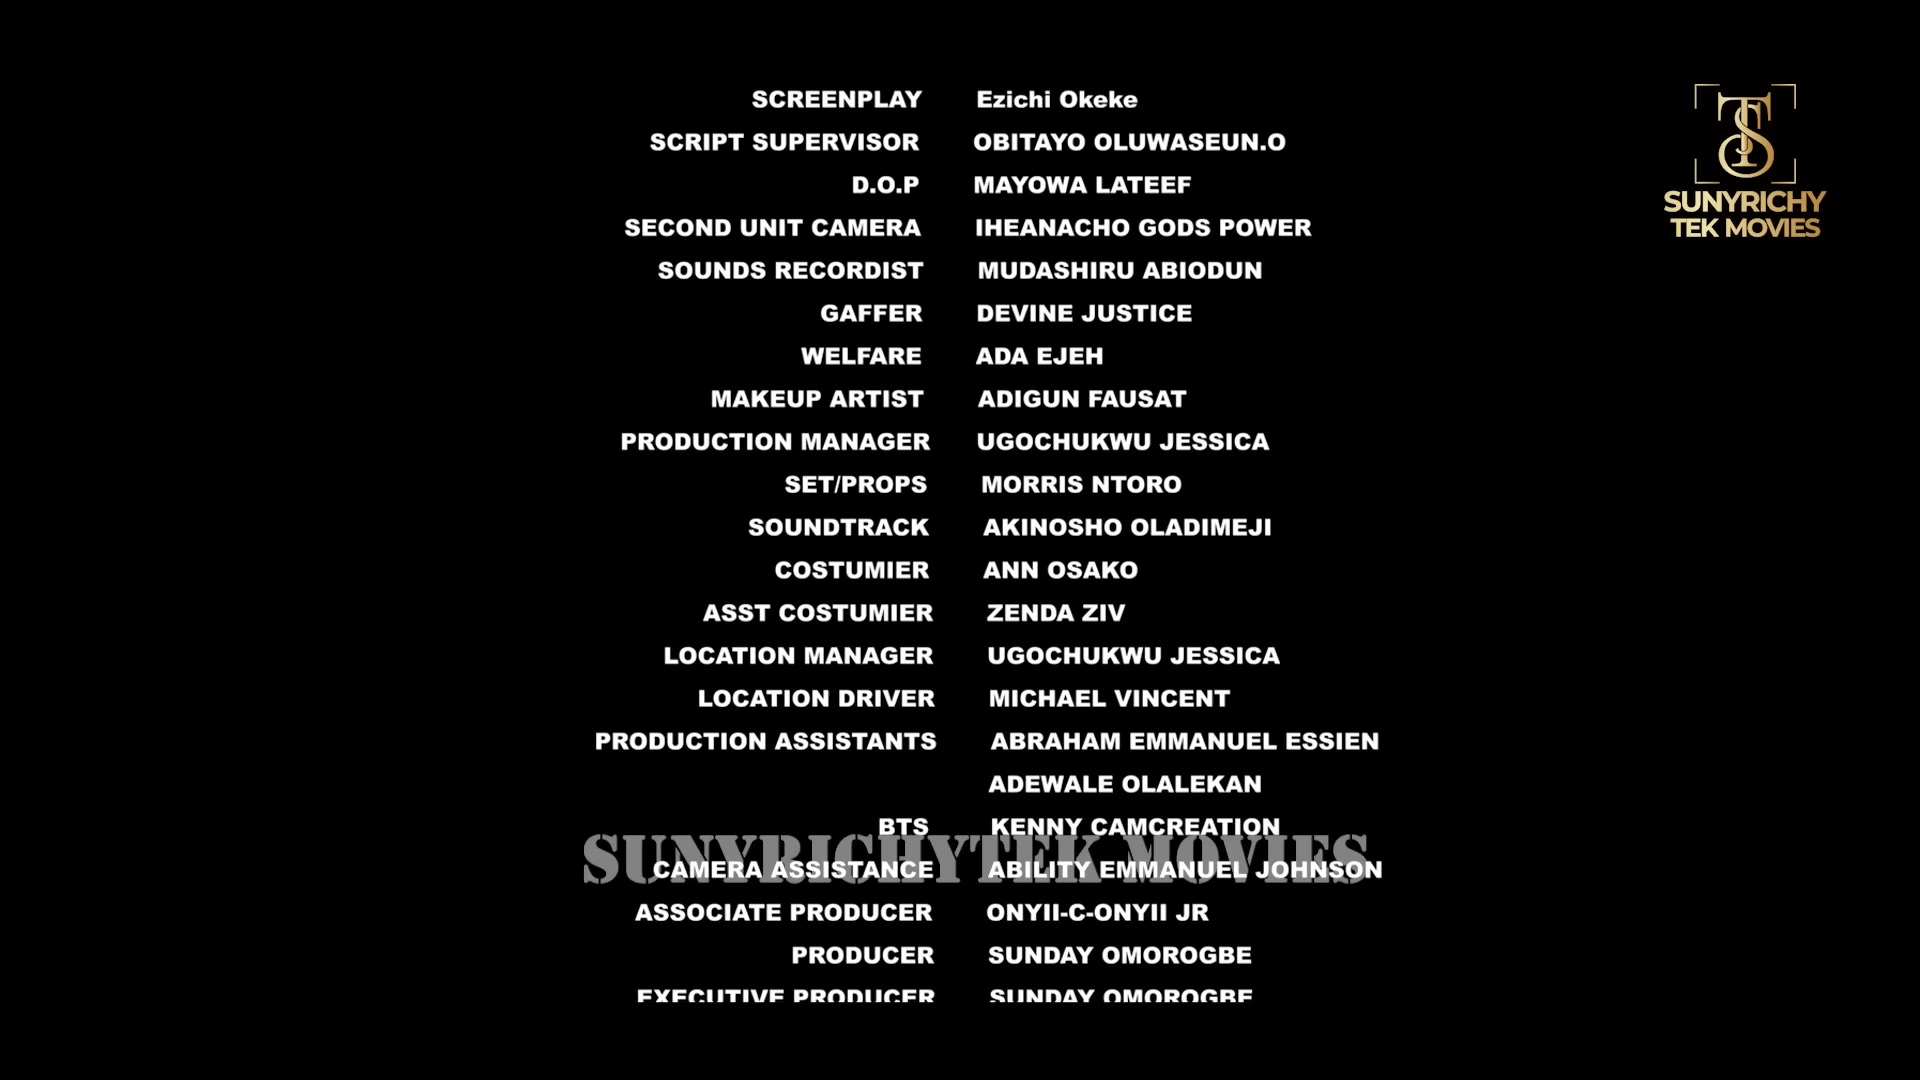 SCREENPLAY Ezichi Okeke
SCRIPT SUPERVISOR OBITAYO OLUWASEUN.O
D.O.P MAYOWA LATEEF
SECOND UNIT CAMERA IHEANACHO GODS POWER
SOUNDS RECORDIST MUDASHIRU ABIODUN
GAFFER DEVINE JUSTICE
WELFARE ADA EJEH
MAKEUP ARTIST ADIGUN FAUSAT
PRODUCTION MANAGER UGOCHUKWU JESSICA
SET/PROPS MORRIS NTORO
SOUNDTRACK AKINOSHO OLADIMEJI
COSTUMIER ANN OSAKO
ASST COSTUMIER ZENDA ZIV
LOCATION MANAGER UGOCHUKWU JESSICA
LOCATION DRIVER MICHAEL VINCENT
PRODUCTION ASSISTANTS ABRAHAM EMMANUEL ESSIEN
ADEWALE OLALEKAN
BTS KENNY CAMCREATION
CAMERA ASSISTANCE ABILITY EMMANUEL JOHNSON
ASSOCIATE PRODUCER ONYII-C-ONYII JR
PRODUCER SUNDAY OMOROGBE
EXECUTIVE PRODUCER SUNDAY OMOROGBE
SUNYRICHYTEK MOVIES
SUNYRICHY
TEK MOVIES